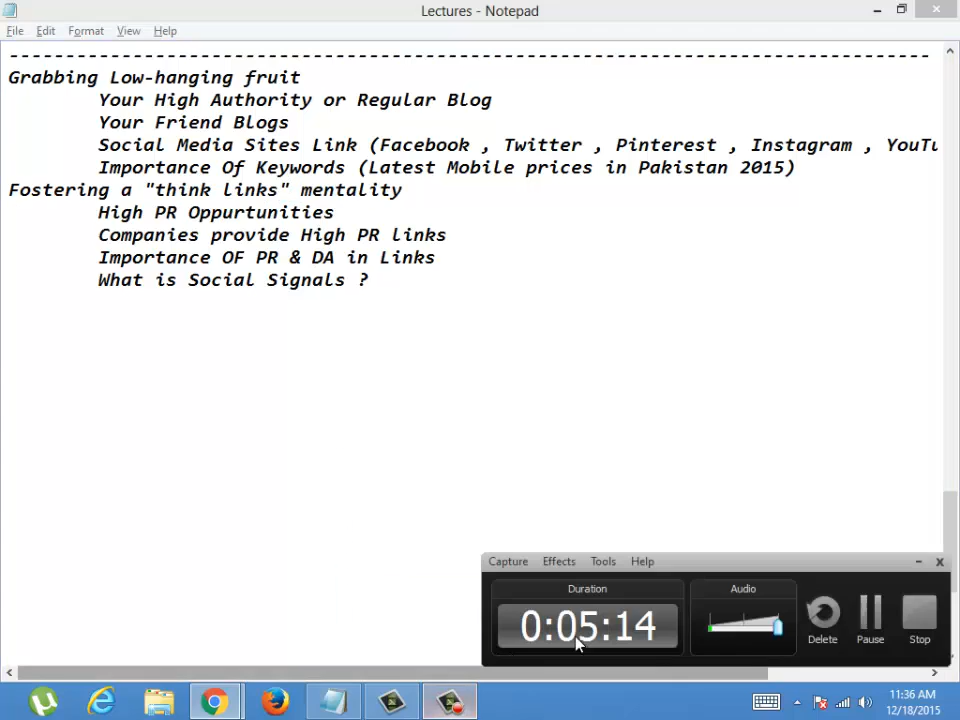 Lectures - Notepad
File Edit Format View Help
--------------------------------------------------------------------------------
Grabbing Low-hanging fruit
Your High Authority or Regular Blog
Your Friend Blogs
Social Media Sites Link (Facebook , Twitter , Pinterest , Instagram , YouTu
Importance Of Keywords (Latest Mobile prices in Pakistan 2015)
Fostering a "think links" mentality
High PR Oppurtunities
Companies provide High PR links
Importance OF PR & DA in Links
What is Social Signals ?
Capture Effects Tools Help
Duration
Audio
0:05:14
Delete Pause Stop
11:36 AM
12/18/2015